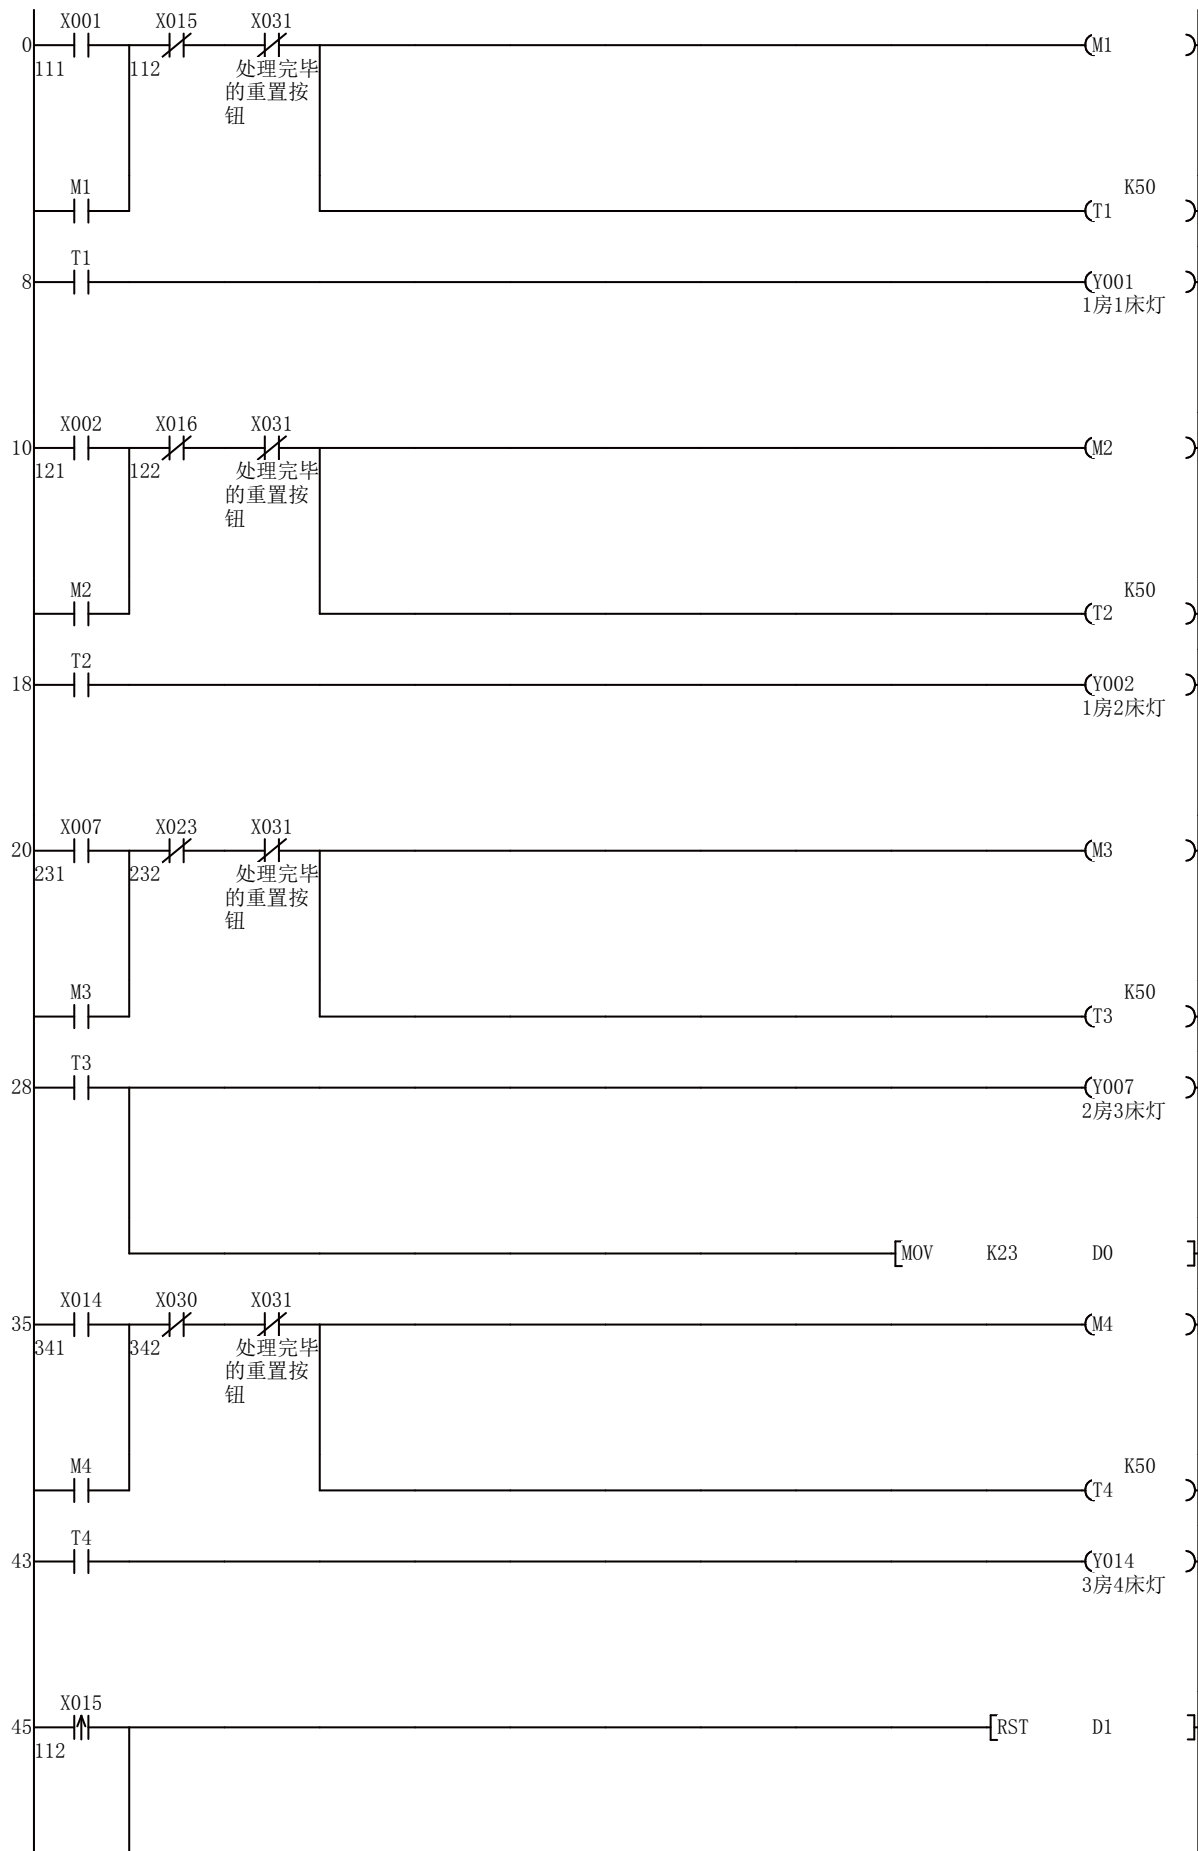 X001 X015 X031
0 (M1 )
111 112 处理完毕
的重置按
钮
M1 K50
(T1 )
T1
8 (Y001 )
1房1床灯
X002 X016 X031
10 (M2 )
121 122 处理完毕
的重置按
钮
M2 K50
(T2 )
T2
18 (Y002 )
1房2床灯
X007 X023 X031
20 (M3 )
231 232 处理完毕
的重置按
钮
M3 K50
(T3 )
T3
28 (Y007 )
2房3床灯
[MOV K23 D0 ]
X014 X030 X031
35 (M4 )
341 342 处理完毕
的重置按
钮
M4 K50
(T4 )
T4
43 (Y014 )
3房4床灯
X015
45 [RST D1 ]
112